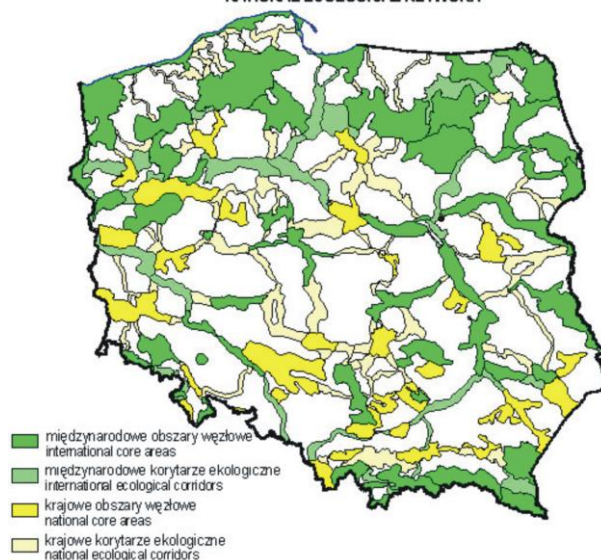 międzynarodowe obszary węzłowe
international core areas
międzynarodowe korytarze ekologiczne
international ecological corridors
krajowe obszary węzłowe
national core areas
krajowe korytarze ekologiczne
national ecological corridors